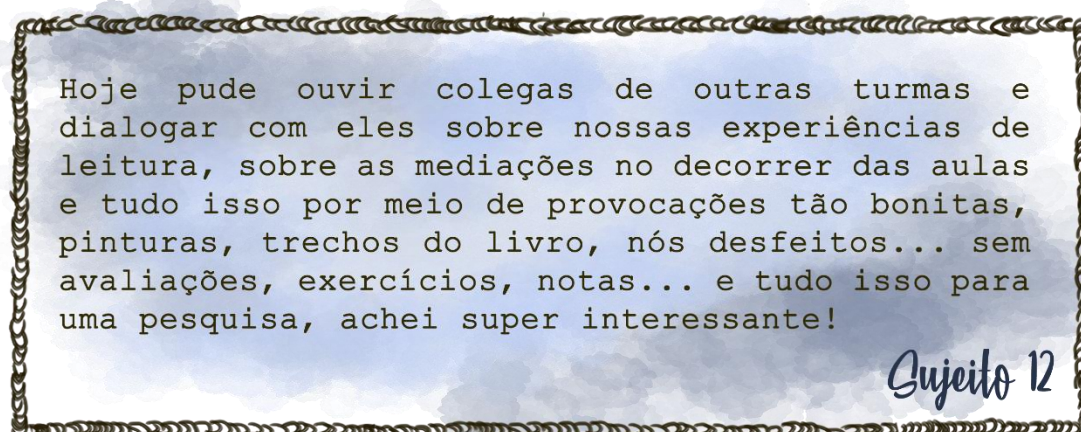 Hoje pude ouvir colegas de outras turmas e
dialogar com eles sobre nossas experiências de
leitura, sobre as mediações no decorrer das aulas
e tudo isso por meio de provocações tão bonitas,
pinturas, trechos do livro, nós desfeitos... sem
avaliações, exercícios, notas... e tudo isso para
uma pesquisa, achei super interessante!
Sujeito 12